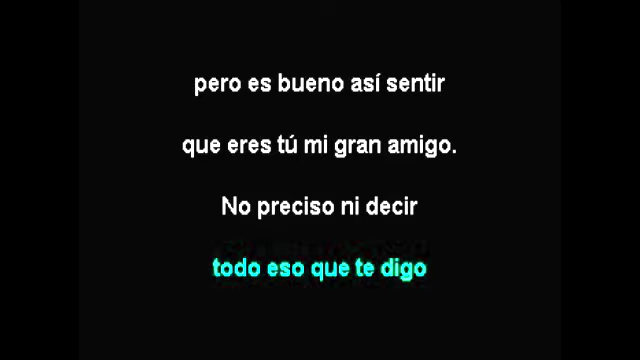 pero es bueno así sentir
que eres tú mi gran amigo.
No preciso ni decir
todo eso que te digo